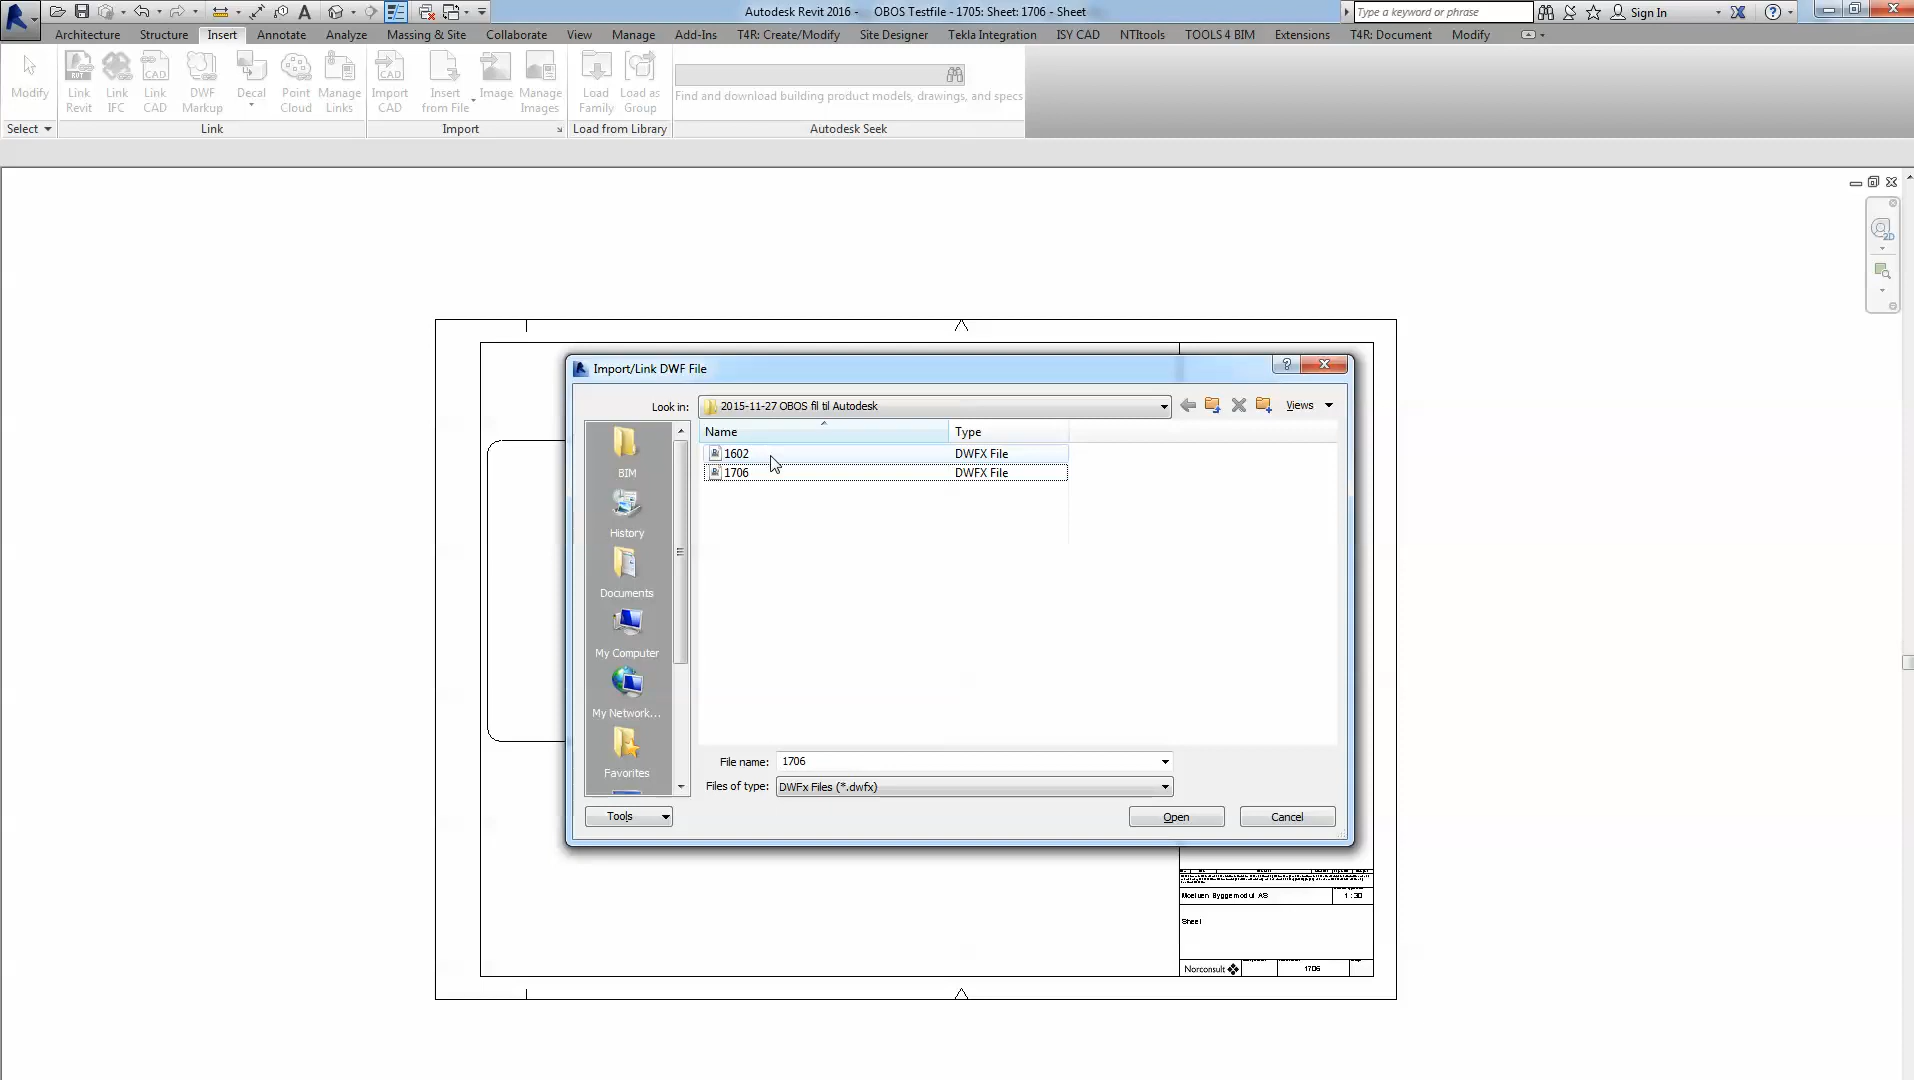 Autodesk Revit 2016 - OBOS Testfile - 1705: Sheet: 1706 - Sheet
Type a keyword or phrase
Sign In
Architecture Structure Insert Annotate Analyze Massing & Site Collaborate View Manage Add-Ins T4R: Create/Modify Site Designer Tekla Integration ISY CAD NTItools TOOLS 4 BIM Extensions T4R: Document Modify
Modify
Link Revit
Link IFC
Link CAD
DWF Markup
Decal
Point Cloud
Manage Links
Import CAD
Insert from File
Image
Manage Images
Load Family
Load as Group
Find and download building product models, drawings, and specs
Select Link Import Load from Library Autodesk Seek
2D
Import/Link DWF File
Look in: 2015-11-27 OBOS fil til Autodesk Views
Name Type
1602 DWFX File
1706 DWFX File
BIM
History
Documents
My Computer
My Network...
Favorites
File name: 1706
Files of type: DWFx Files (*.dwfx)
Tools Open Cancel
Moelven Byggemodul AS 1 : 30
Sheet
Norconsult 1706